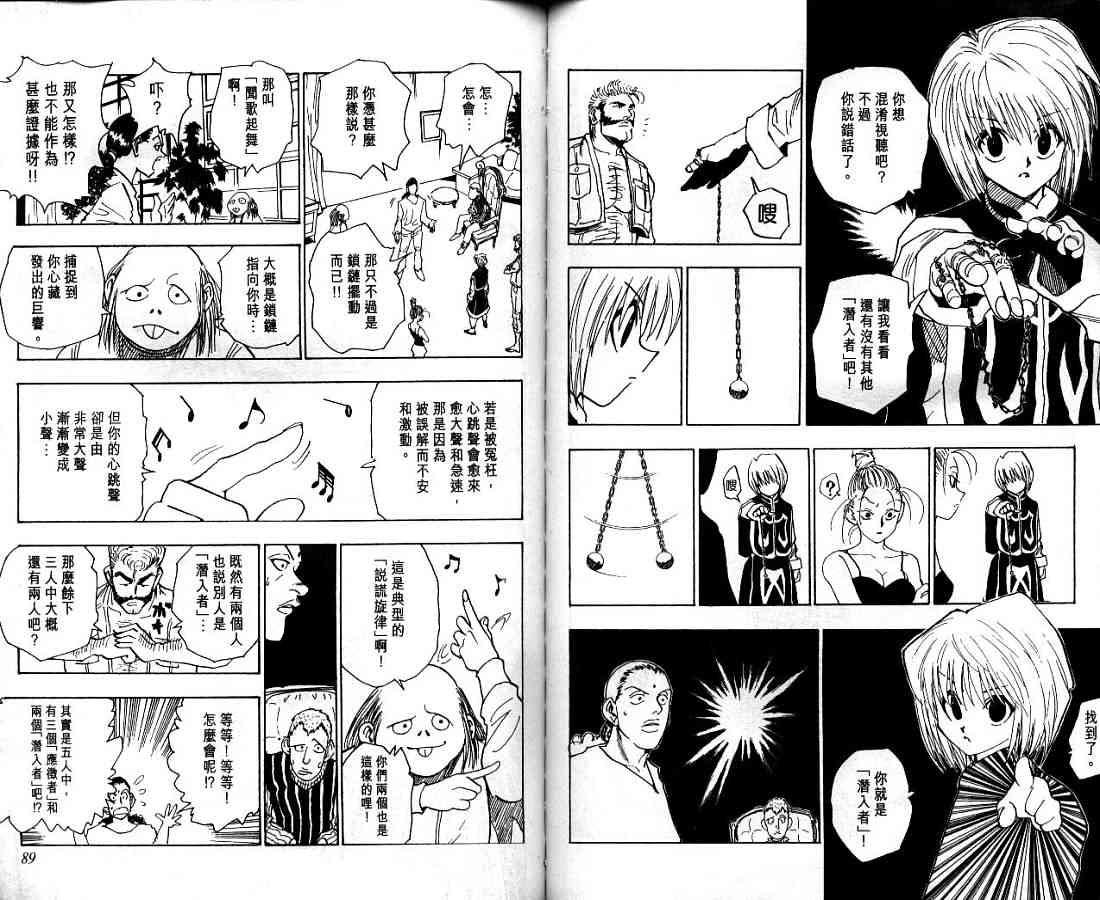 你想
混淆視聽吧?
不過
你說錯話了。
讓我看看
還有沒有其他
「潛入者」吧!
嗖
?
嗖
找到了。
你就是
「潛入者」!
怎…
怎會…
你憑甚麼
那樣說?
那只不過是
鎖鏈擺動
而已!!
那叫
「聞歌起舞」
啊!
吓?
那又怎樣!?
也不能作為
甚麼證據呀!!
大概是鎖鏈
指向你時…
捕捉到
你心藏
發出的巨響。
若是被冤枉,
心跳聲會愈來
愈大聲和急速,
那是因為
被誤解而不安
和激動。
但你的心跳聲
卻是由
非常大聲
漸漸變成
小聲…
這是典型的
「說謊旋律」啊!
你們兩個也是
這樣的哩!
既然有兩個人
也說別人是
「潛入者」…
那麼餘下
三人中大概
還有兩人吧?
等等!等等!
怎麼會呢!?
其實是五人中,
有三個「應徵者」和
兩個「潛入者」吧!?
89